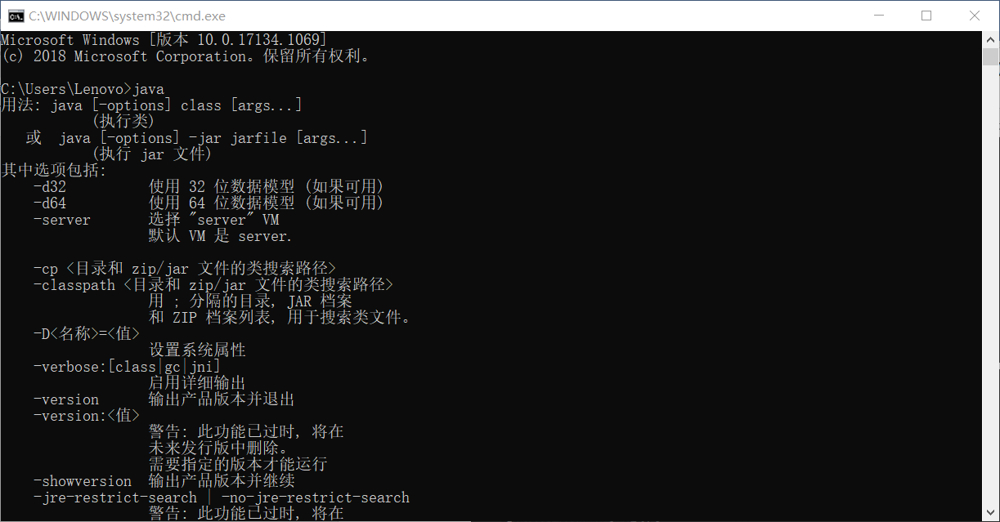 C:\WINDOWS\system32\cmd.exe
Microsoft Windows [版本 10.0.17134.1069]
(c) 2018 Microsoft Corporation。保留所有权利。
C:\Users\Lenovo>java
用法: java [-options] class [args...]
(执行类)
或 java [-options] -jar jarfile [args...]
(执行 jar 文件)
其中选项包括:
-d32 使用 32 位数据模型 (如果可用)
-d64 使用 64 位数据模型 (如果可用)
-server 选择 "server" VM
默认 VM 是 server.
-cp <目录和 zip/jar 文件的类搜索路径>
-classpath <目录和 zip/jar 文件的类搜索路径>
用 ; 分隔的目录, JAR 档案
和 ZIP 档案列表, 用于搜索类文件。
-D<名称>=<值>
设置系统属性
-verbose:[class|gc|jni]
启用详细输出
-version 输出产品版本并退出
-version:<值>
警告: 此功能已过时, 将在
未来发行版中删除。
需要指定的版本才能运行
-showversion 输出产品版本并继续
-jre-restrict-search | -no-jre-restrict-search
警告: 此功能已过时, 将在